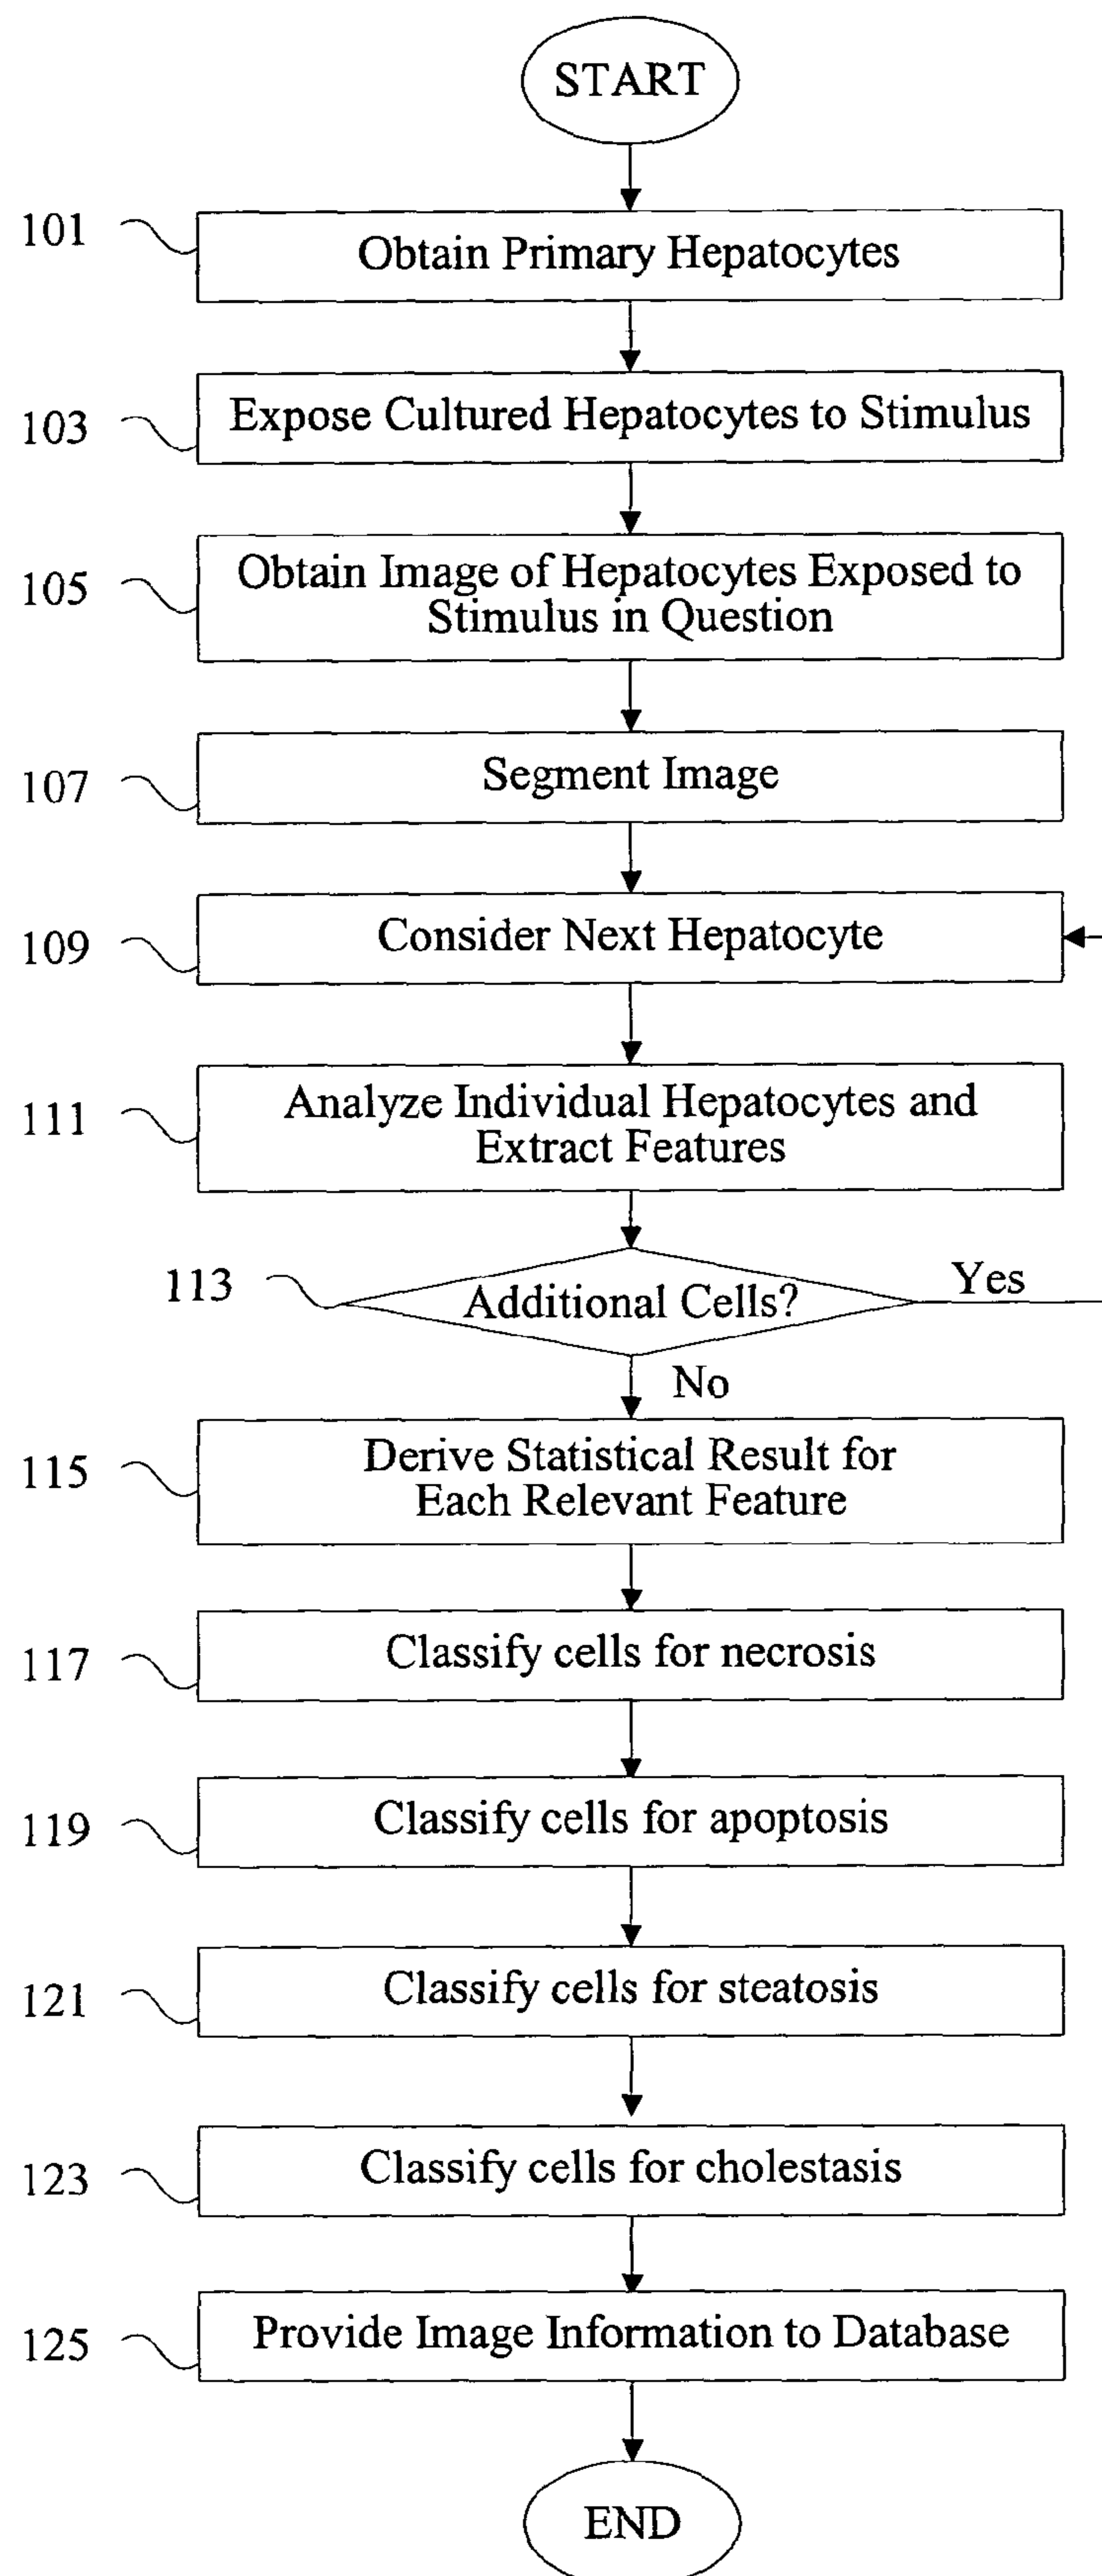 START
101
Obtain Primary Hepatocytes
103
Expose Cultured Hepatocytes to Stimulus
105
Obtain Image of Hepatocytes Exposed to
Stimulus in Question
107
Segment Image
109
Consider Next Hepatocyte
111
Analyze Individual Hepatocytes and
Extract Features
113
Additional Cells?
Yes
No
115
Derive Statistical Result for
Each Relevant Feature
117
Classify cells for necrosis
119
Classify cells for apoptosis
121
Classify cells for steatosis
123
Classify cells for cholestasis
125
Provide Image Information to Database
END